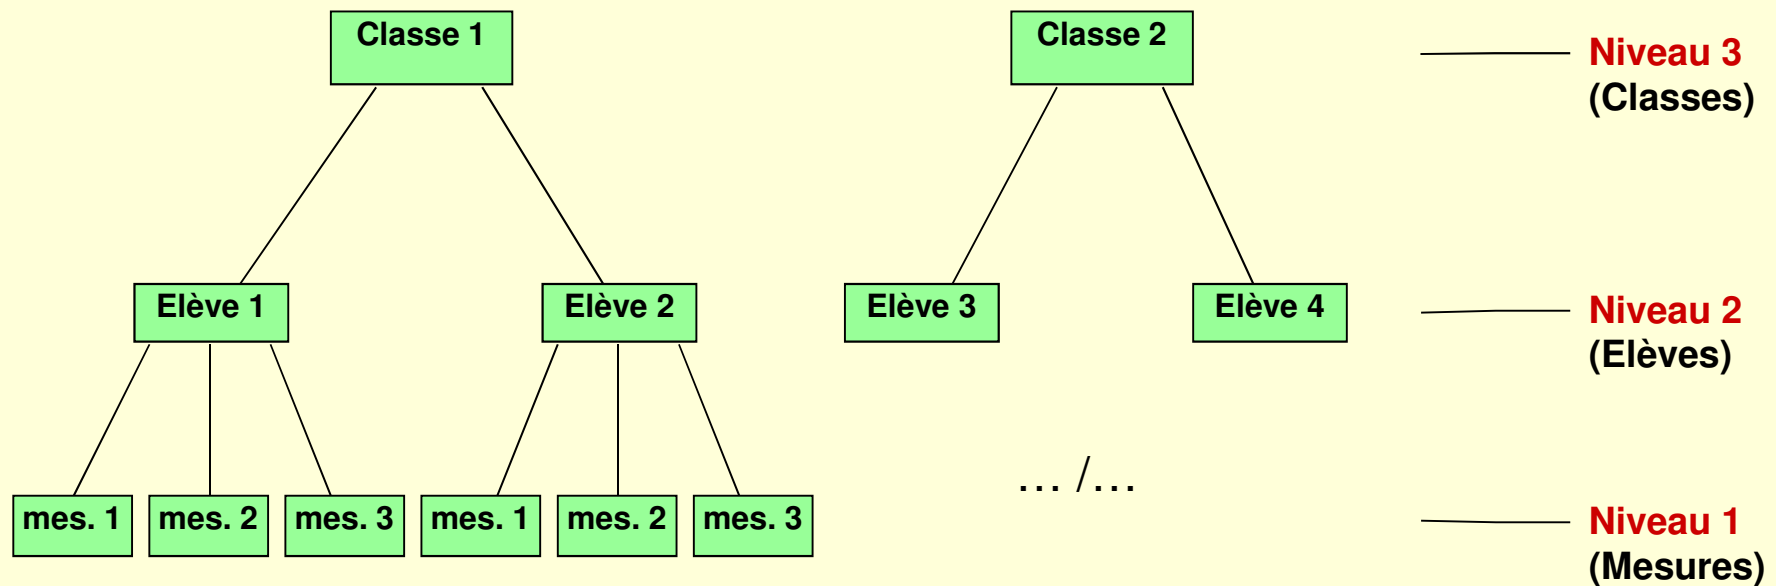 Classe 1
Classe 2
Niveau 3
(Classes)
Elève 1
Elève 2
Elève 3
Elève 4
Niveau 2
(Elèves)
… /…
mes. 1
mes. 2
mes. 3
mes. 1
mes. 2
mes. 3
Niveau 1
(Mesures)